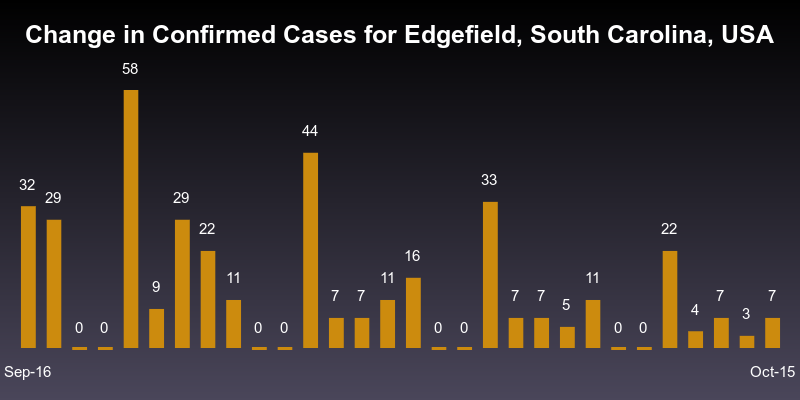 Change in Confirmed Cases for Edgefield, South Carolina, USA
58
44
32 29 29 22 33 22
9 11 7 7 11 16 7 7 5 11 4 7 3 7
0 0 0 0 0 0 0 0
Sep-16 Oct-15